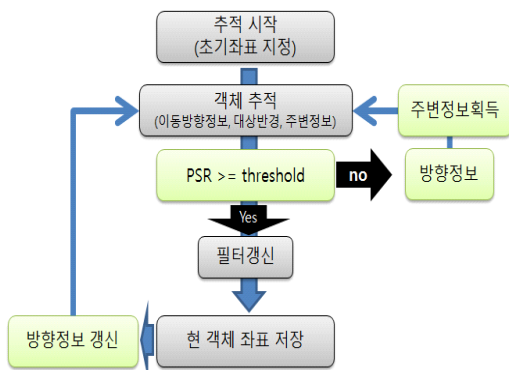 추적 시작
(초기좌표 지정)
객체 추적
(이동방향정보, 대상반경, 주변정보)
주변정보획득
PSR >= threshold
no
방향정보
Yes
필터갱신
방향정보 갱신
현 객체 좌표 저장